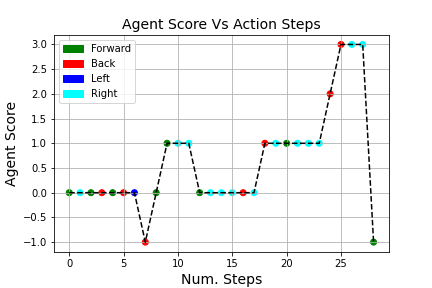 Agent Score Vs Action Steps
3.0
2.5
2.0
1.5
1.0
0.5
0.0
−0.5
−1.0
Agent Score
Forward
Back
Left
Right
0 5 10 15 20 25
Num. Steps